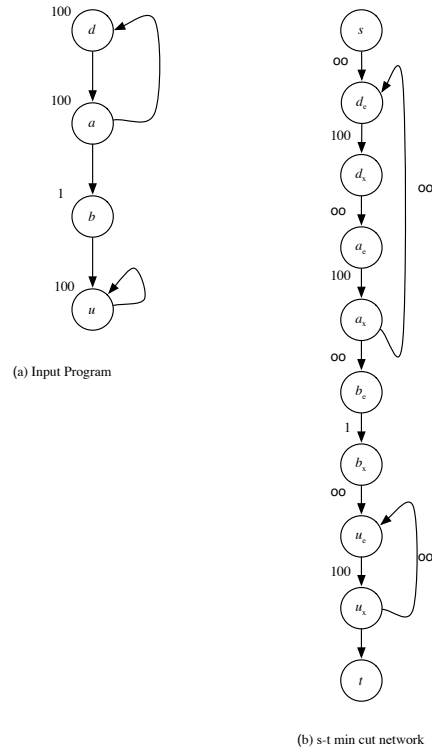 100
d
100
a
1
b
100
u
(a) Input Program
s
oo
de
100
dx
oo
ae
100
ax
oo
oo
be
1
bx
oo
ue
100
oo
ux
t
(b) s-t min cut network